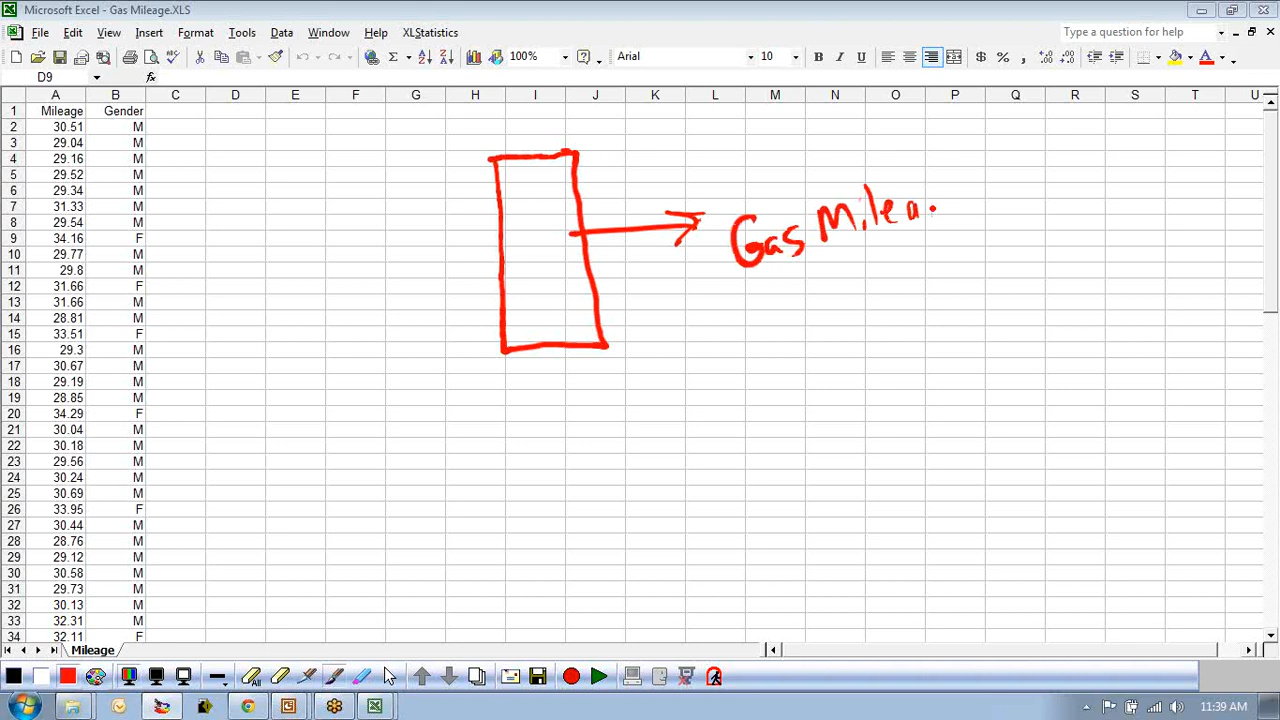 Microsoft Excel - Gas Mileage.XLS
File Edit View Insert Format Tools Data Window Help XLStatistics Type a question for help
100% Arial 10 B I U $ % ,
D9 fx
A B C D E F G H I J K L M N O P Q R S T U
1 Mileage Gender
2 30.51 M
3 29.04 M
4 29.16 M
5 29.52 M
6 29.34 M
7 31.33 M
8 29.54 M
9 34.16 F
10 29.77 M
11 29.8 M
12 31.66 F
13 31.66 M
14 28.81 M
15 33.51 F
16 29.3 M
17 30.67 M
18 29.19 M
19 28.85 M
20 34.29 F
21 30.04 M
22 30.18 M
23 29.56 M
24 30.24 M
25 30.69 M
26 33.95 F
27 30.44 M
28 28.76 M
29 29.12 M
30 30.58 M
31 29.73 M
32 30.13 M
33 32.31 M
34 32.11 F
Gas Milea
Mileage
11:39 AM